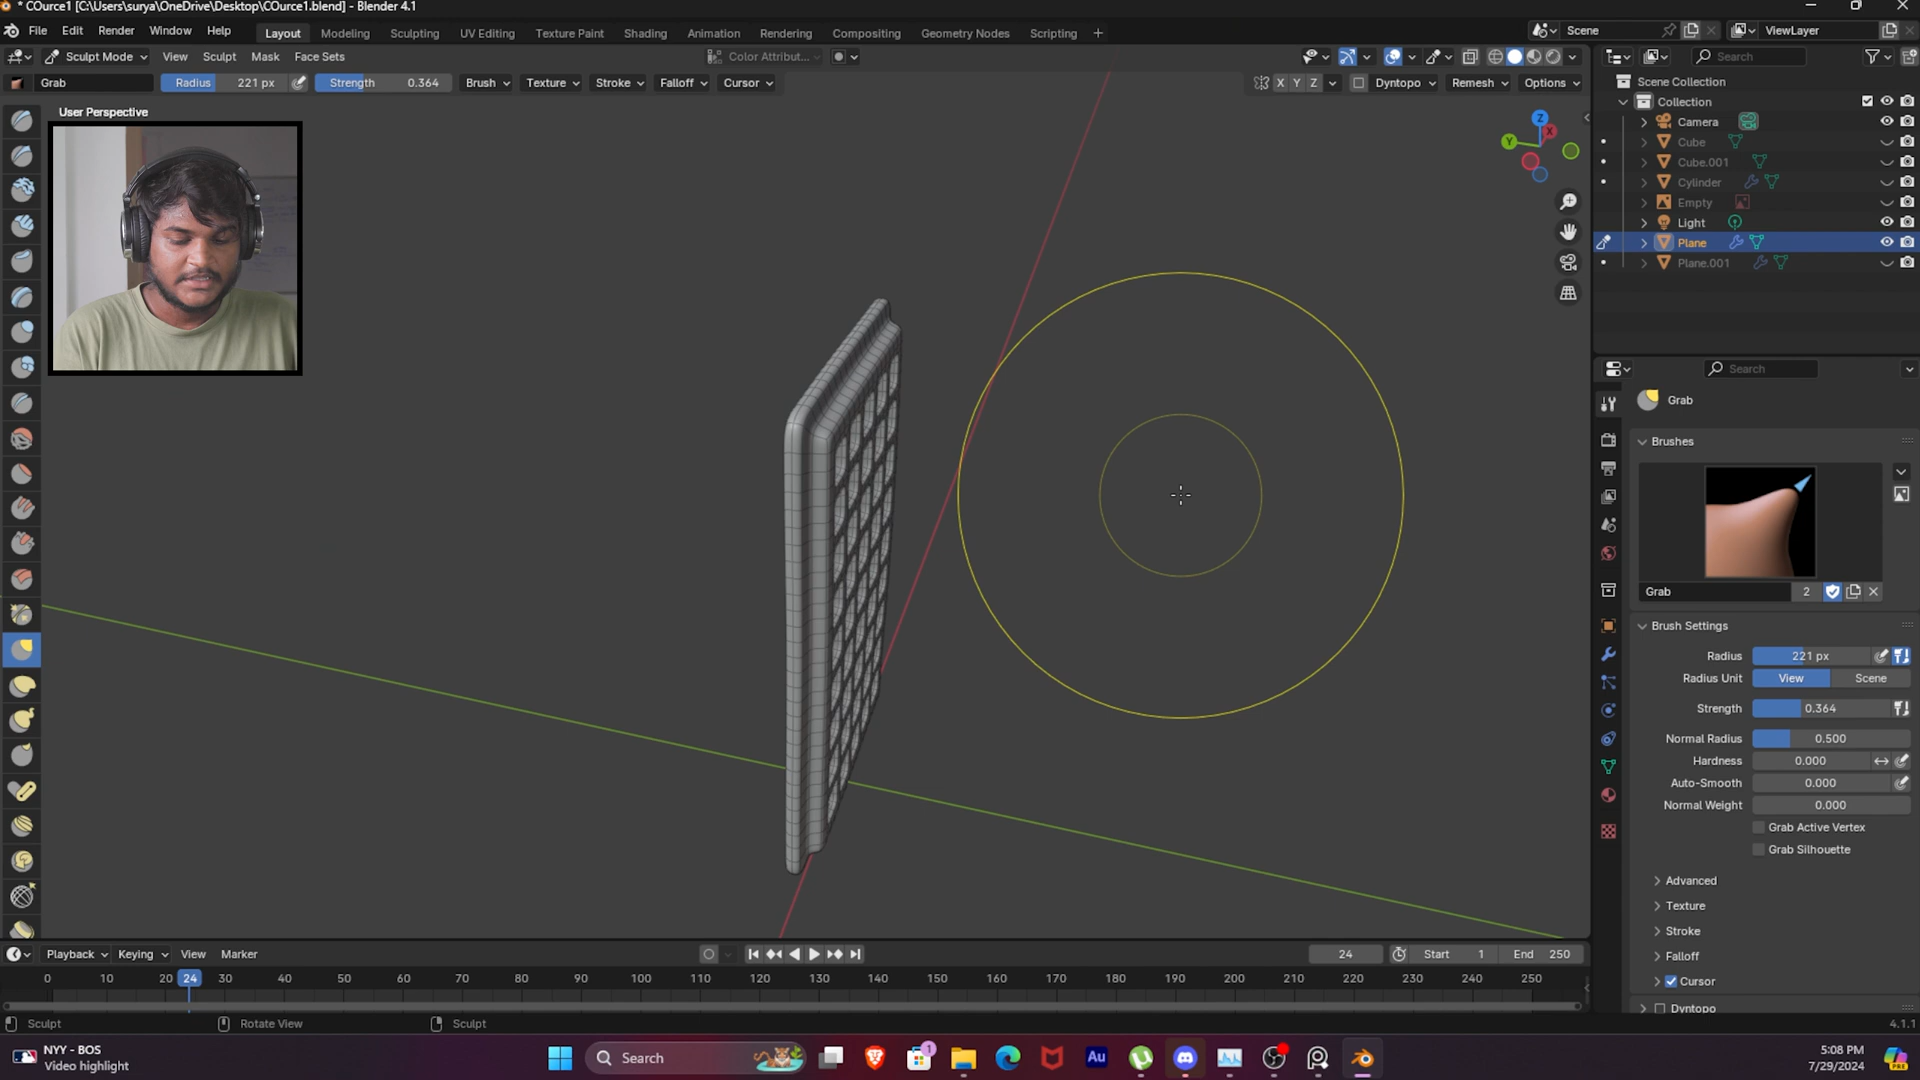 * COurce1 [C:\Users\surya\OneDrive\Desktop\COurce1.blend] - Blender 4.1
File Edit Render Window Help Layout Modeling Sculpting UV Editing Texture Paint Shading Animation Rendering Compositing Geometry Nodes Scripting + Scene ViewLayer
Sculpt Mode View Sculpt Mask Face Sets Color Attribut... Search
Grab Radius 221 px Strength 0.364 Brush Texture Stroke Falloff Cursor X Y Z Dyntopo Remesh Options
Scene Collection
Collection
User Perspective
Camera
Cube
Cube.001
Cylinder
Empty
Light
Plane
Plane.001
Z
X
Y
Search
Grab
Brushes
Grab 2
Brush Settings
Radius 221 px
Radius Unit View Scene
Strength 0.364
Normal Radius 0.500
Hardness 0.000
Auto-Smooth 0.000
Normal Weight 0.000
Grab Active Vertex
Grab Silhouette
Advanced
Texture
Stroke
Falloff
Cursor
Dyntopo
Playback Keying View Marker 24 Start 1 End 250
0 10 20 24 30 40 50 60 70 80 90 100 110 120 130 140 150 160 170 180 190 200 210 220 230 240 250
Sculpt Rotate View Sculpt 4.1.1
NYY - BOS
Video highlight
Search
1
Au
PRE
5:08 PM
7/29/2024